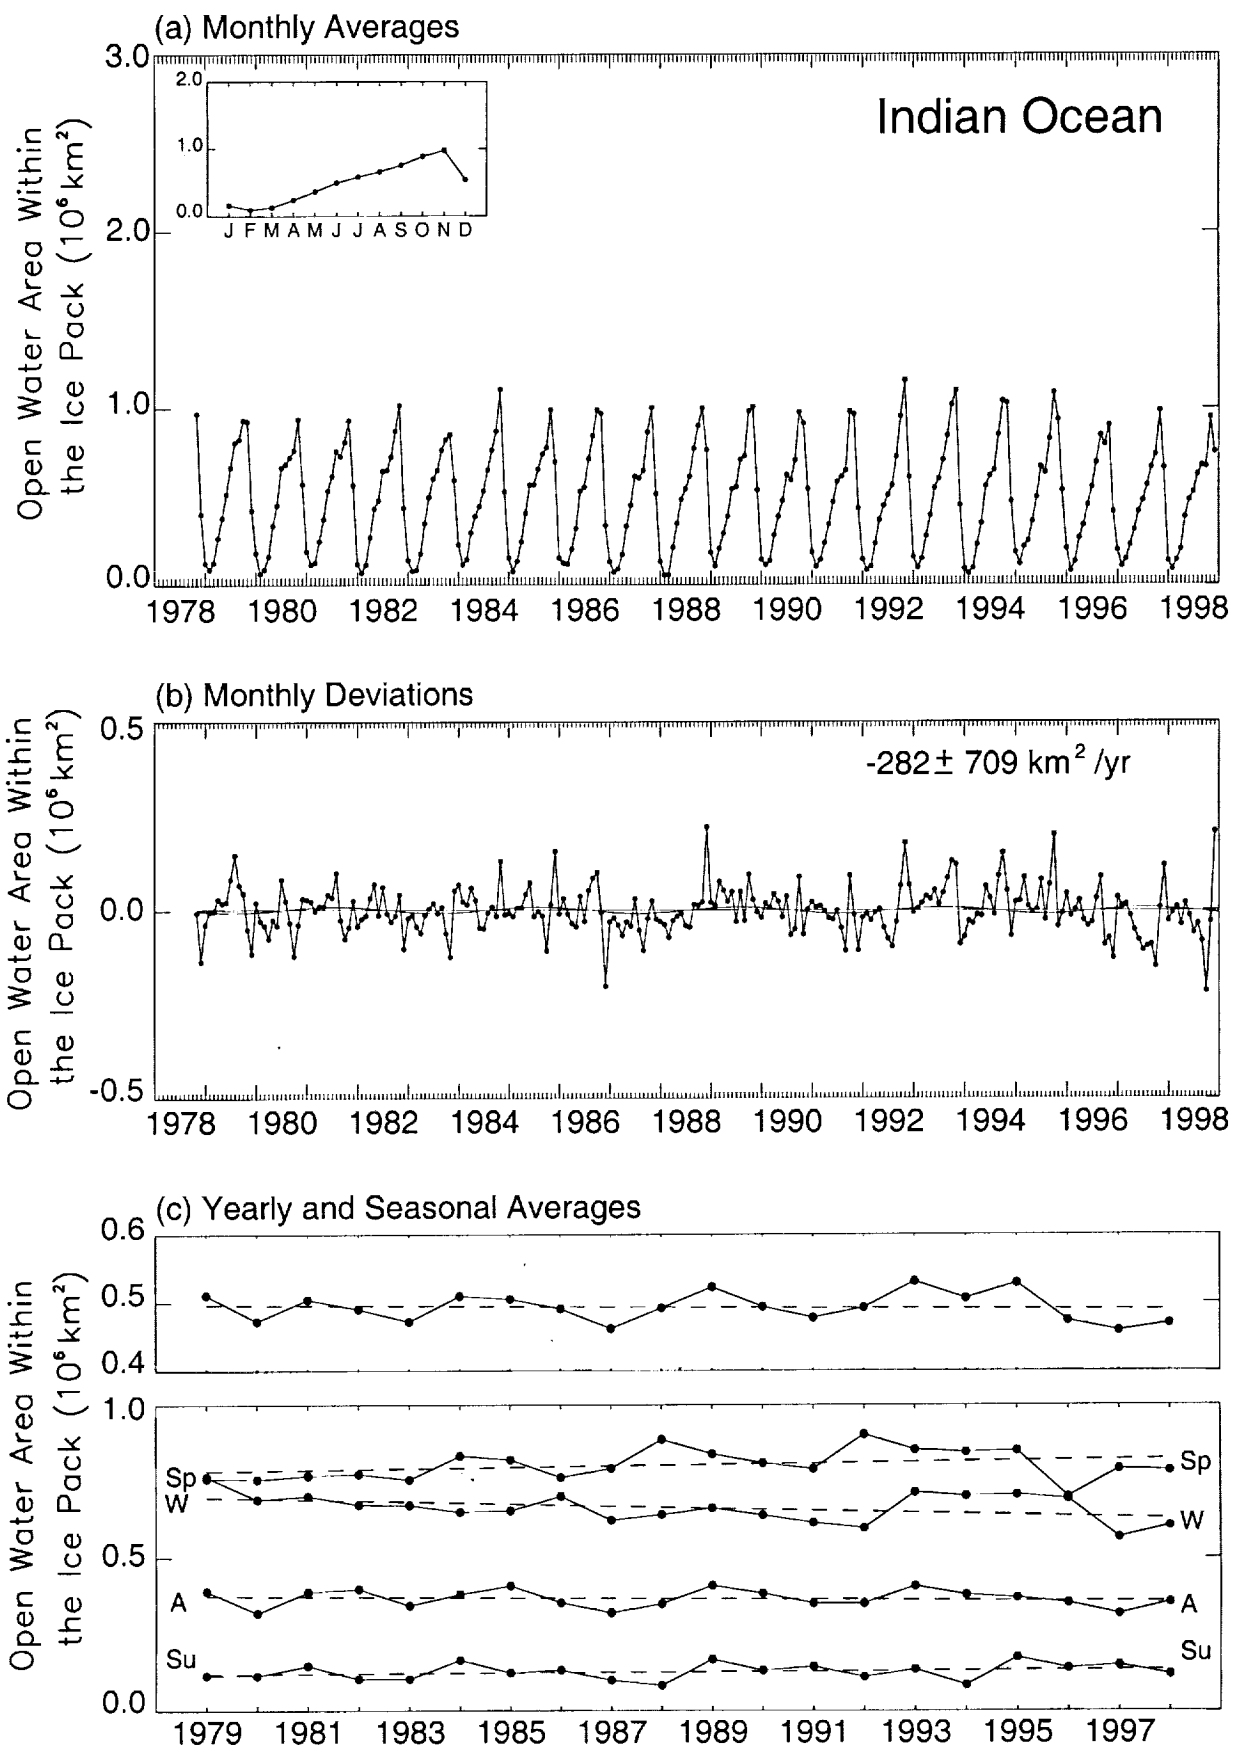 (a) Monthly Averages
Indian Ocean
Open Water Area Within
the Ice Pack (10⁶ km²)
3.0
2.0
1.0
0.0
2.0
1.0
0.0
J F M A M J J A S O N D
1978 1980 1982 1984 1986 1988 1990 1992 1994 1996 1998
(b) Monthly Deviations
-282 ± 709 km² /yr
Open Water Area Within
the Ice Pack (10⁶ km²)
0.5
0.0
-0.5
1978 1980 1982 1984 1986 1988 1990 1992 1994 1996 1998
(c) Yearly and Seasonal Averages
Open Water Area Within
the Ice Pack (10⁶ km²)
0.6
0.5
0.4
1.0
0.5
0.0
Sp Sp
W W
A A
Su Su
1979 1981 1983 1985 1987 1989 1991 1993 1995 1997